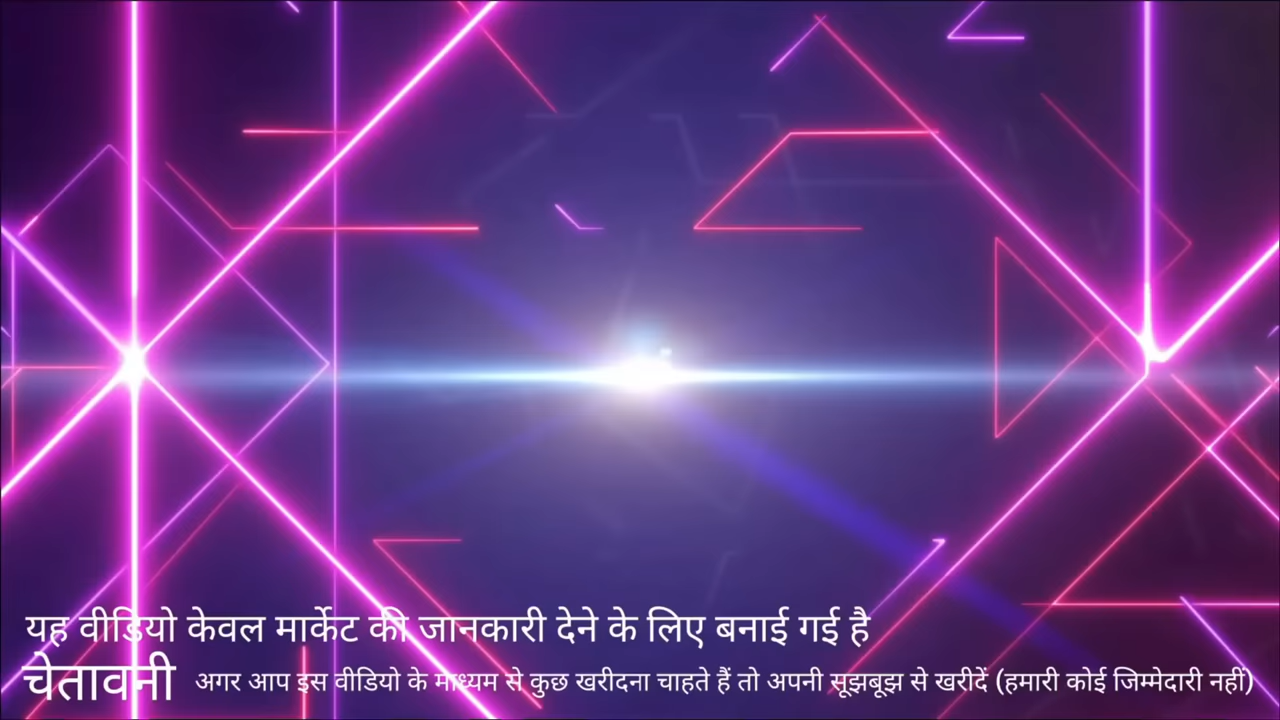 यह वीडियो केवल मार्केट की जानकारी देने के लिए बनाई गई है
चेतावनी अगर आप इस वीडियो के माध्यम से कुछ खरीदना चाहते हैं तो अपनी सूझबूझ से खरीदें (हमारी कोई जिम्मेदारी नहीं)